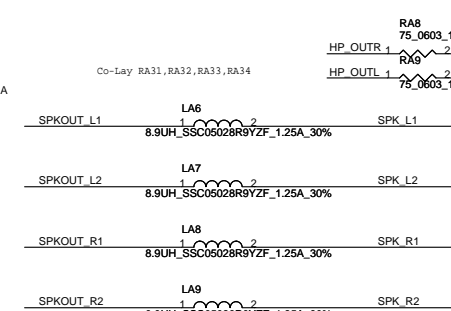 RA8
75_0603_1
HP_OUTR 1 2
RA9
HP_OUTL 1 2
75_0603_1
Co-Lay RA31,RA32,RA33,RA34
A
LA6
SPKOUT_L1 1 2 SPK_L1
8.9UH_SSC05028R9YZF_1.25A_30%
LA7
SPKOUT_L2 1 2 SPK_L2
8.9UH_SSC05028R9YZF_1.25A_30%
LA8
SPKOUT_R1 1 2 SPK_R1
8.9UH_SSC05028R9YZF_1.25A_30%
LA9
SPKOUT_R2 1 2 SPK_R2